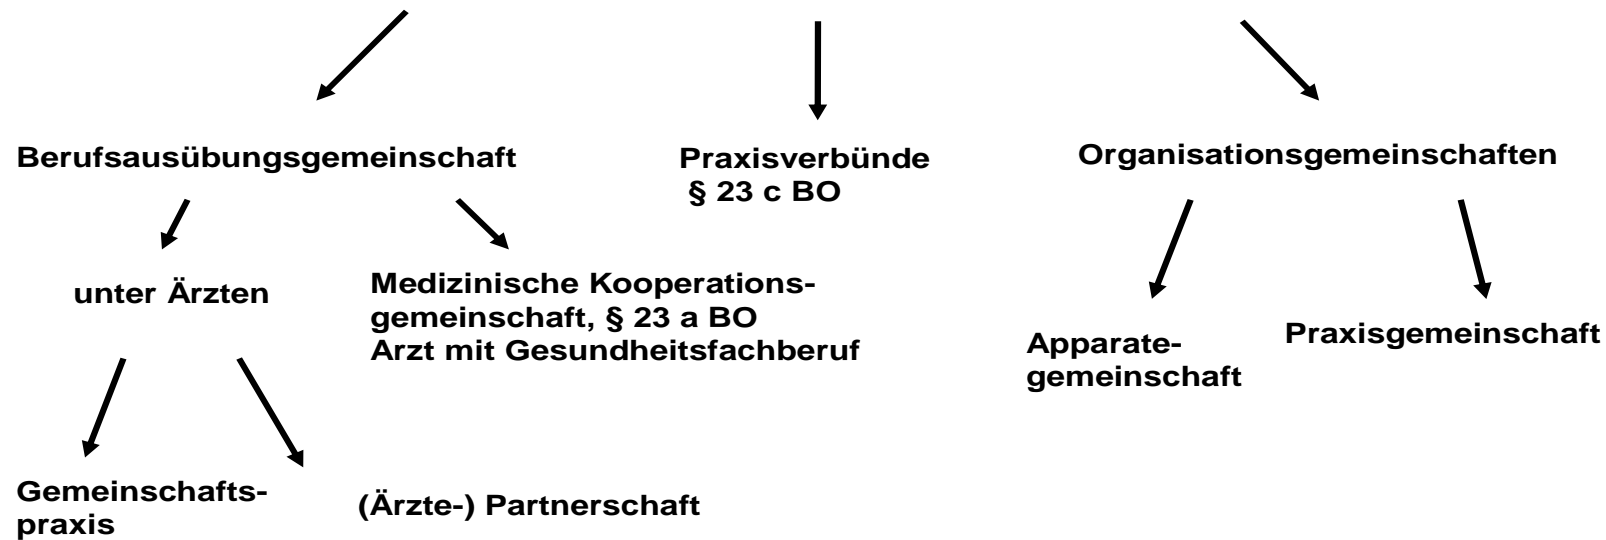 Berufsausübungsgemeinschaft
Praxisverbünde
§ 23 c BO
Organisationsgemeinschaften
unter Ärzten
Medizinische Kooperations-
gemeinschaft, § 23 a BO
Arzt mit Gesundheitsfachberuf
Apparate-
gemeinschaft
Praxisgemeinschaft
Gemeinschafts-
praxis
(Ärzte-) Partnerschaft